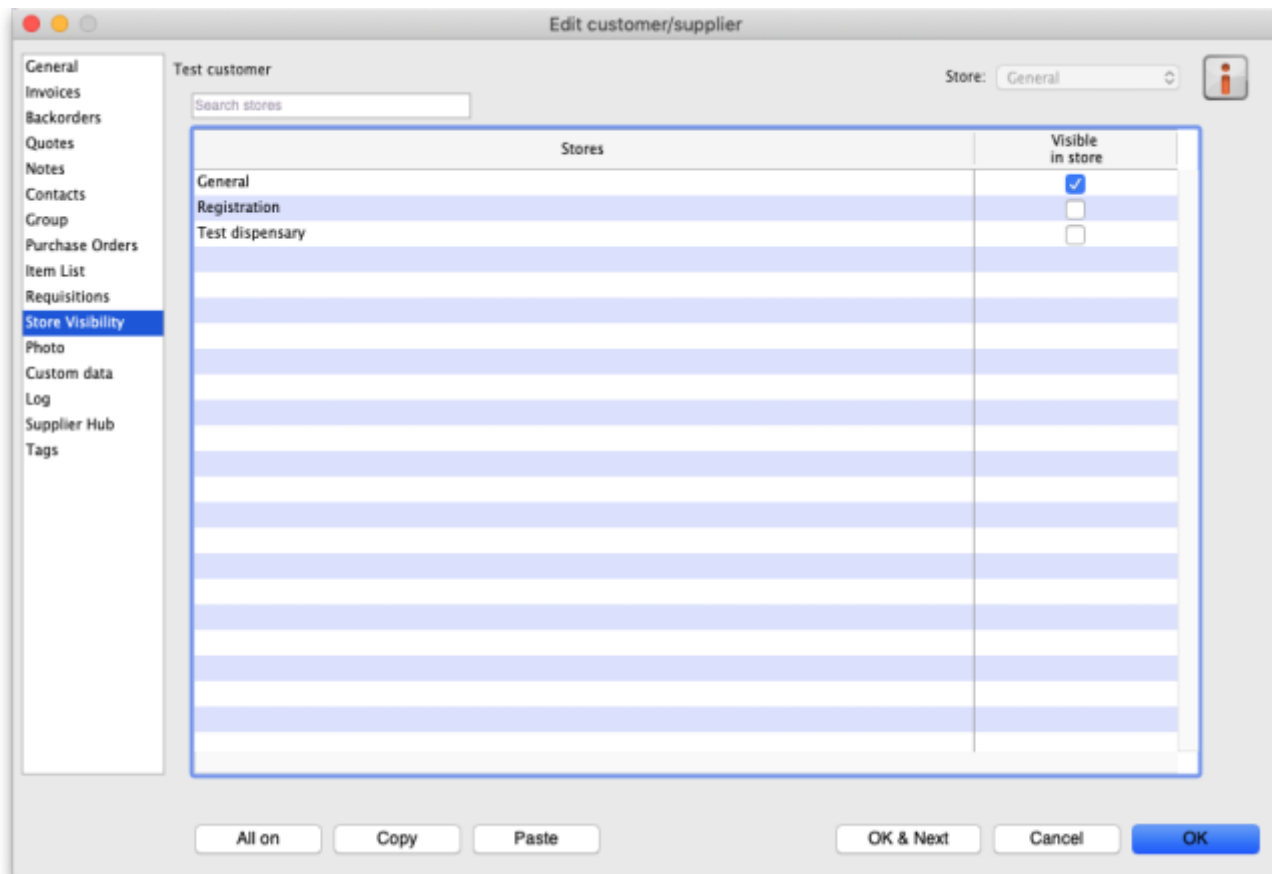 Edit customer/supplier
General
Invoices
Backorders
Quotes
Notes
Contacts
Group
Purchase Orders
Item List
Requisitions
Store Visibility
Photo
Custom data
Log
Supplier Hub
Tags
Test customer
Store: General
Search stores
Stores
Visible
in store
General
Registration
Test dispensary
All on
Copy
Paste
OK & Next
Cancel
OK